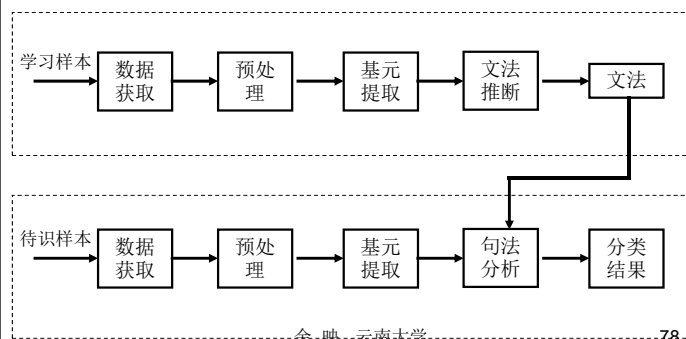 学习样本
数据
获取
预处
理
基元
提取
文法
推断
文法
待识样本
数据
获取
预处
理
基元
提取
句法
分析
分类
结果
映 云南大学
78